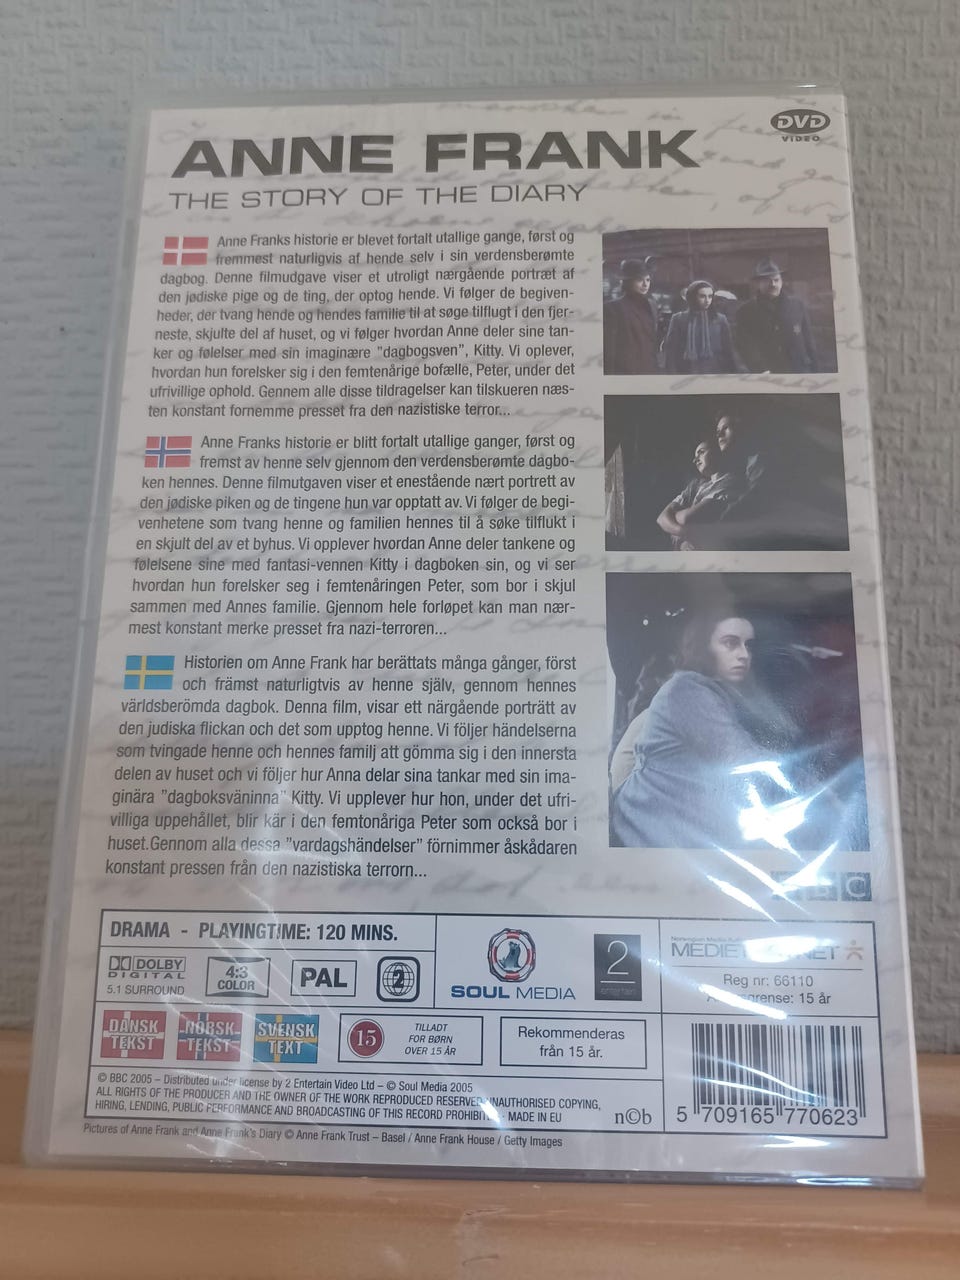 ANNE FRANK
THE STORY OF THE DIARY
DVD
VIDEO
Anne Franks historie er blevet fortalt utallige gange, først og
fremmest naturligvis af hende selv i sin verdensberømte
dagbog. Denne filmudgave viser et utroligt nærgående portræt af
den jødiske pige og de ting, der optog hende. Vi følger de begiven-
heder, der tvang hende og hendes familie til at søge tilflugt i den fjer-
neste, skjulte del af huset, og vi følger hvordan Anne deler sine tan-
ker og følelser med sin imaginære "dagbogsven", Kitty. Vi oplever,
hvordan hun forelsker sig i den femtenårige bofælle, Peter, under det
ufrivillige ophold. Gennem alle disse tildragelser kan tilskueren næs-
ten konstant fornemme presset fra den nazistiske terror...
Anne Franks historie er blitt fortalt utallige ganger, først og
fremst av henne selv gjennom den verdensberømte dagbo-
ken hennes. Denne filmutgaven viser et enestående nært portrett av
den jødiske piken og de tingene hun var opptatt av. Vi følger de begi-
venhetene som tvang henne og familien hennes til å søke tilflukt i
en skjult del av et byhus. Vi opplever hvordan Anne deler tankene og
følelsene sine med fantasi-vennen Kitty i dagboken sin, og vi ser
hvordan hun forelsker seg i femtenåringen Peter, som bor i skjul
sammen med Annes familie. Gjennom hele forløpet kan man nær-
mest konstant merke presset fra nazi-terroren...
Historien om Anne Frank har berättats många gånger, först
och främst naturligtvis av henne själv, gennom hennes
världsberömda dagbok. Denna film, visar ett närgående porträtt av
den judiska flickan och det som upptog henne. Vi följer händelserna
som tvingade henne och hennes familj att gömma sig i den innersta
delen av huset och vi följer hur Anna delar sina tankar med sin ima-
ginära "dagboksväninna" Kitty. Vi upplever hur hon, under det ufri-
villiga uppehållet, blir kär i den femtonåriga Peter som också bor i
huset.Gennom alla dessa "vardagshändelser" förnimmer åskådaren
konstant pressen från den nazistiska terrorn...
DRAMA - PLAYINGTIME: 120 MINS.
DOLBY
DIGITAL
5.1 SURROUND
4:3
COLOR
PAL
2
SOUL MEDIA
2
entertain
Norwegian Media
Reg nr: 66110
15 år
DANSK
TEKST
NORSK
TEKST
SVENSK
TEXT
15
TILLADT
FOR BØRN
OVER 15 ÅR
Rekommenderas
från 15 år.
© BBC 2005 – Distributed under license by 2 Entertain Video Ltd – © Soul Media 2005
ALL RIGHTS OF THE PRODUCER AND THE OWNER OF THE WORK REPRODUCED RESERVED UNAUTHORISED COPYING,
HIRING, LENDING, PUBLIC PERFORMANCE AND BROADCASTING OF THIS RECORD MADE IN EU
n©b
5 709165 770623
Pictures of Anne Frank and Anne Frank's Diary © Anne Frank Trust – Basel / Anne Frank House / Getty Images